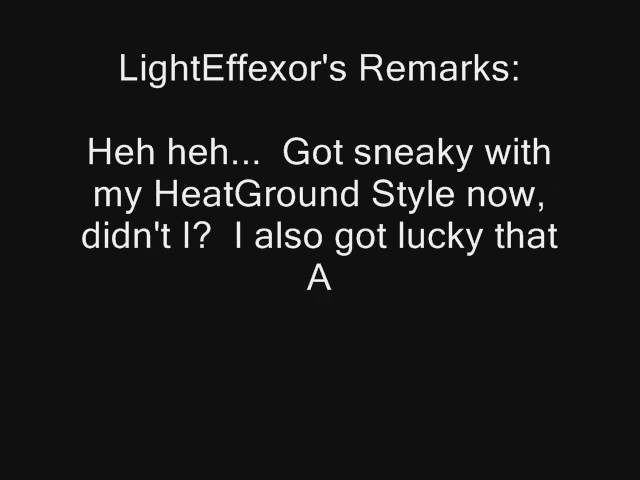 LightEffexor's Remarks:
Heh heh...  Got sneaky with
my HeatGround Style now,
didn't I?  I also got lucky that
A